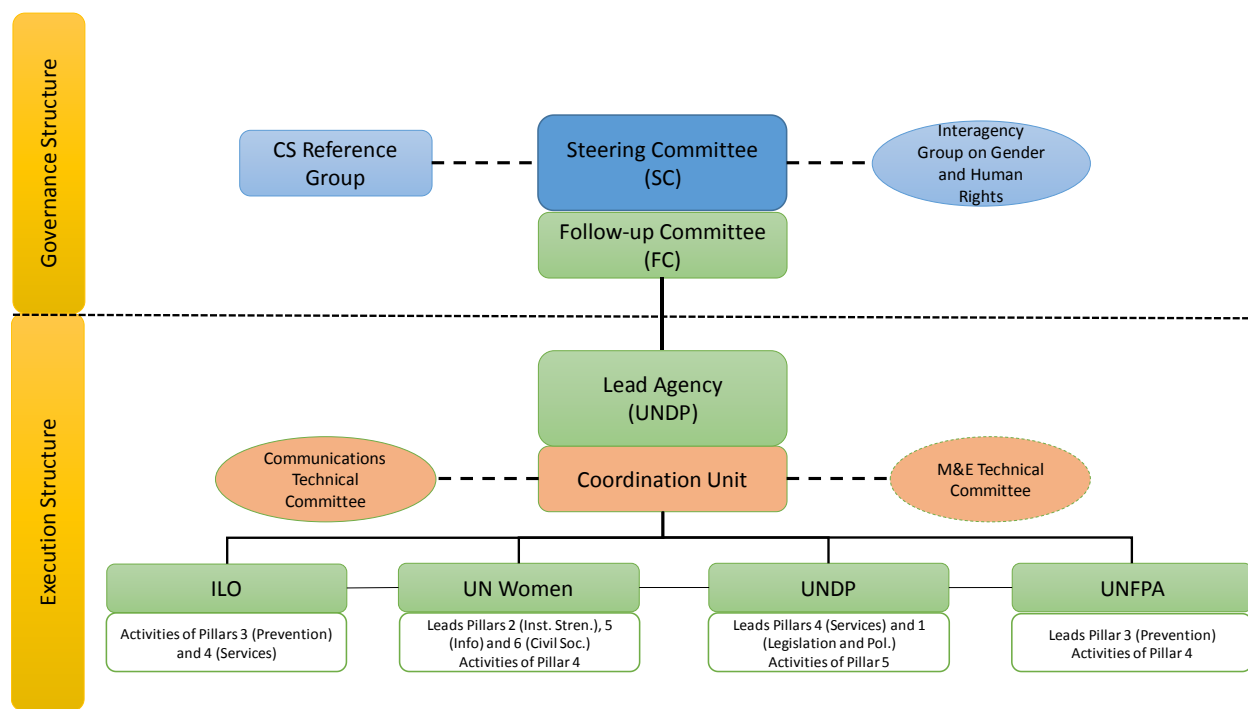 Governance Structure
CS Reference
Group
Steering Committee
(SC)
Interagency
Group on Gender
and Human
Rights
Follow-up Committee
(FC)
Execution Structure
Lead Agency
(UNDP)
Communications
Technical
Committee
Coordination Unit
M&E Technical
Committee
ILO
Activities of Pillars 3 (Prevention)
and 4 (Services)
UN Women
Leads Pillars 2 (Inst. Stren.), 5
(Info) and 6 (Civil Soc.)
Activities of Pillar 4
UNDP
Leads Pillars 4 (Services) and 1
(Legislation and Pol.)
Activities of Pillar 5
UNFPA
Leads Pillar 3 (Prevention)
Activities of Pillar 4